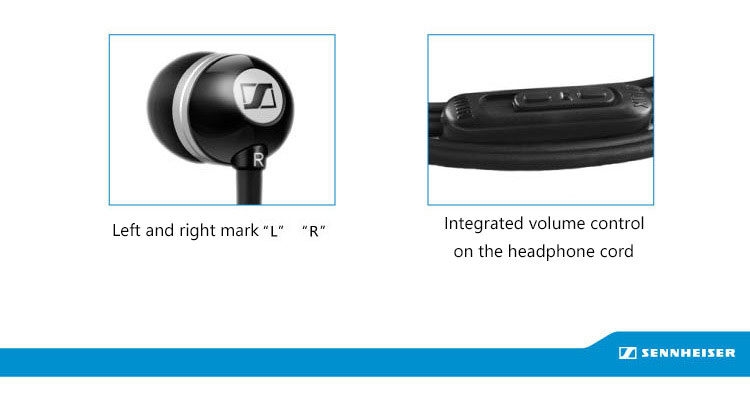 R
Left and right mark “L” “R”
Integrated volume control
on the headphone cord
SENNHEISER